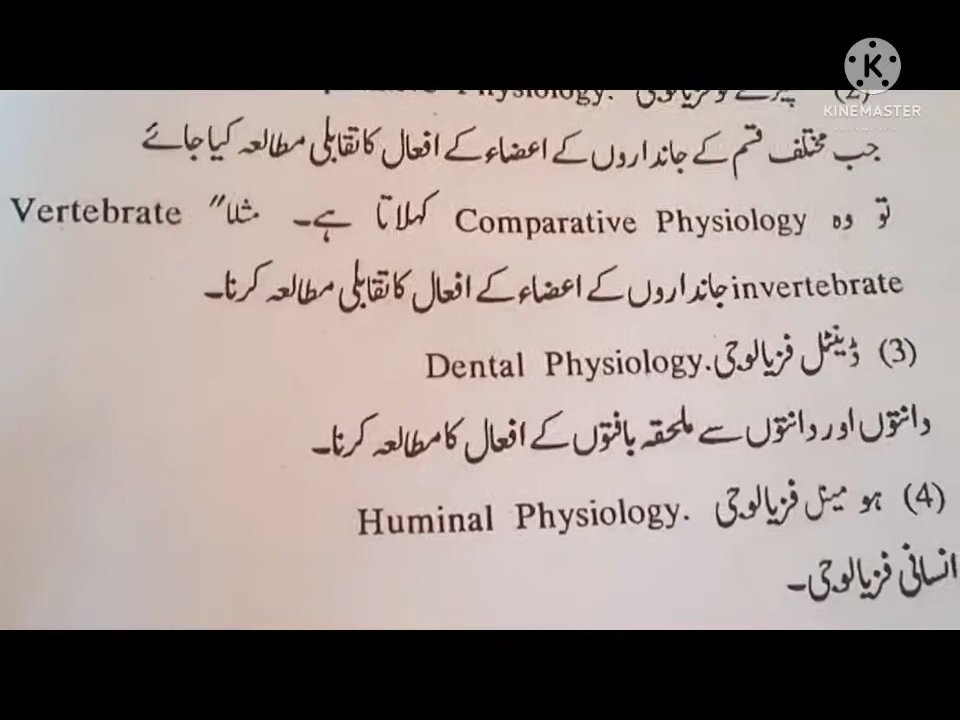 KINEMASTER
جب مختلف قسم کے جانداروں کے اعضاء کے افعال کا تقابلی مطالعہ کیا جائے
تو وہ Comparative Physiology کہلاتا ہے۔ مثلا" Vertebrate
invertebrate جانداروں کے اعضاء کے افعال کا تقابلی مطالعہ کرنا۔
(3) ڈینٹل فزیالوجی. Dental Physiology
دانتوں اور دانتوں سے ملحقہ بافتوں کے افعال کا مطالعہ کرنا۔
(4) ہو مینل فزیالوجی Huminal Physiology.
انسانی فزیالوجی۔